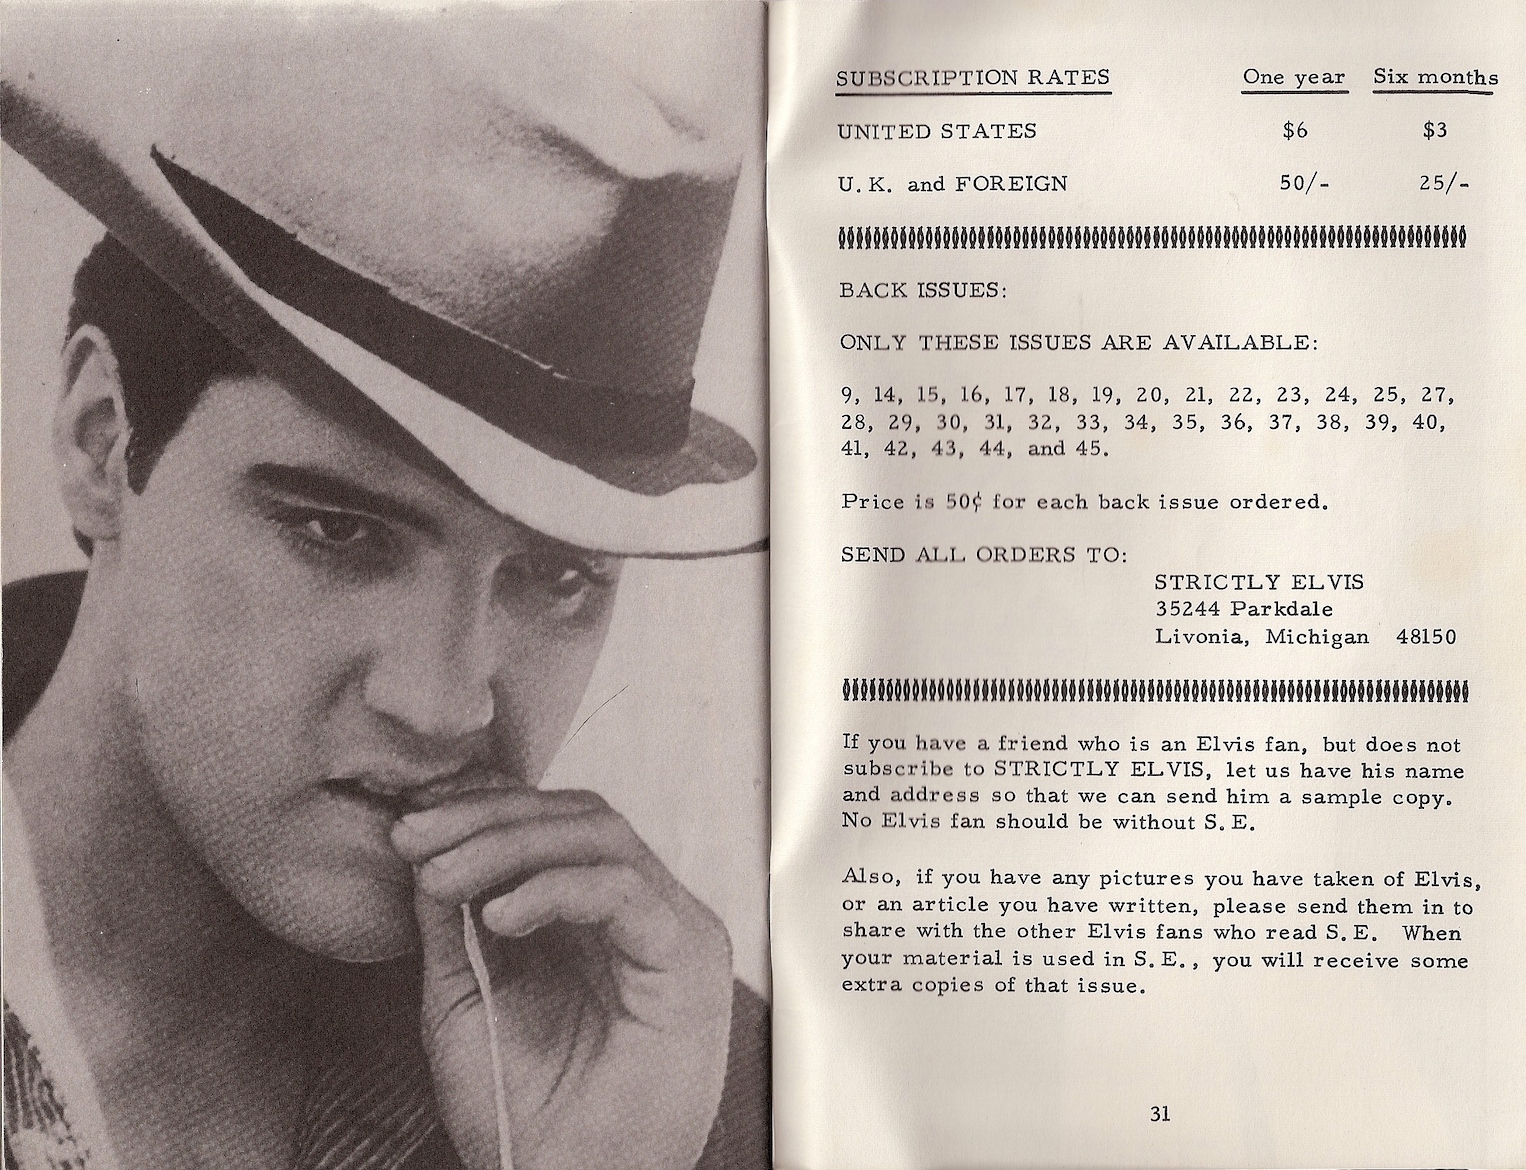 SUBSCRIPTION RATES One year Six months
UNITED STATES $6 $3
U. K. and FOREIGN 50/- 25/-
BACK ISSUES:
ONLY THESE ISSUES ARE AVAILABLE:
9, 14, 15, 16, 17, 18, 19, 20, 21, 22, 23, 24, 25, 27,
28, 29, 30, 31, 32, 33, 34, 35, 36, 37, 38, 39, 40,
41, 42, 43, 44, and 45.
Price is 50¢ for each back issue ordered.
SEND ALL ORDERS TO:
STRICTLY ELVIS
35244 Parkdale
Livonia, Michigan 48150
If you have a friend who is an Elvis fan, but does not
subscribe to STRICTLY ELVIS, let us have his name
and address so that we can send him a sample copy.
No Elvis fan should be without S. E.
Also, if you have any pictures you have taken of Elvis,
or an article you have written, please send them in to
share with the other Elvis fans who read S. E. When
your material is used in S. E., you will receive some
extra copies of that issue.
31